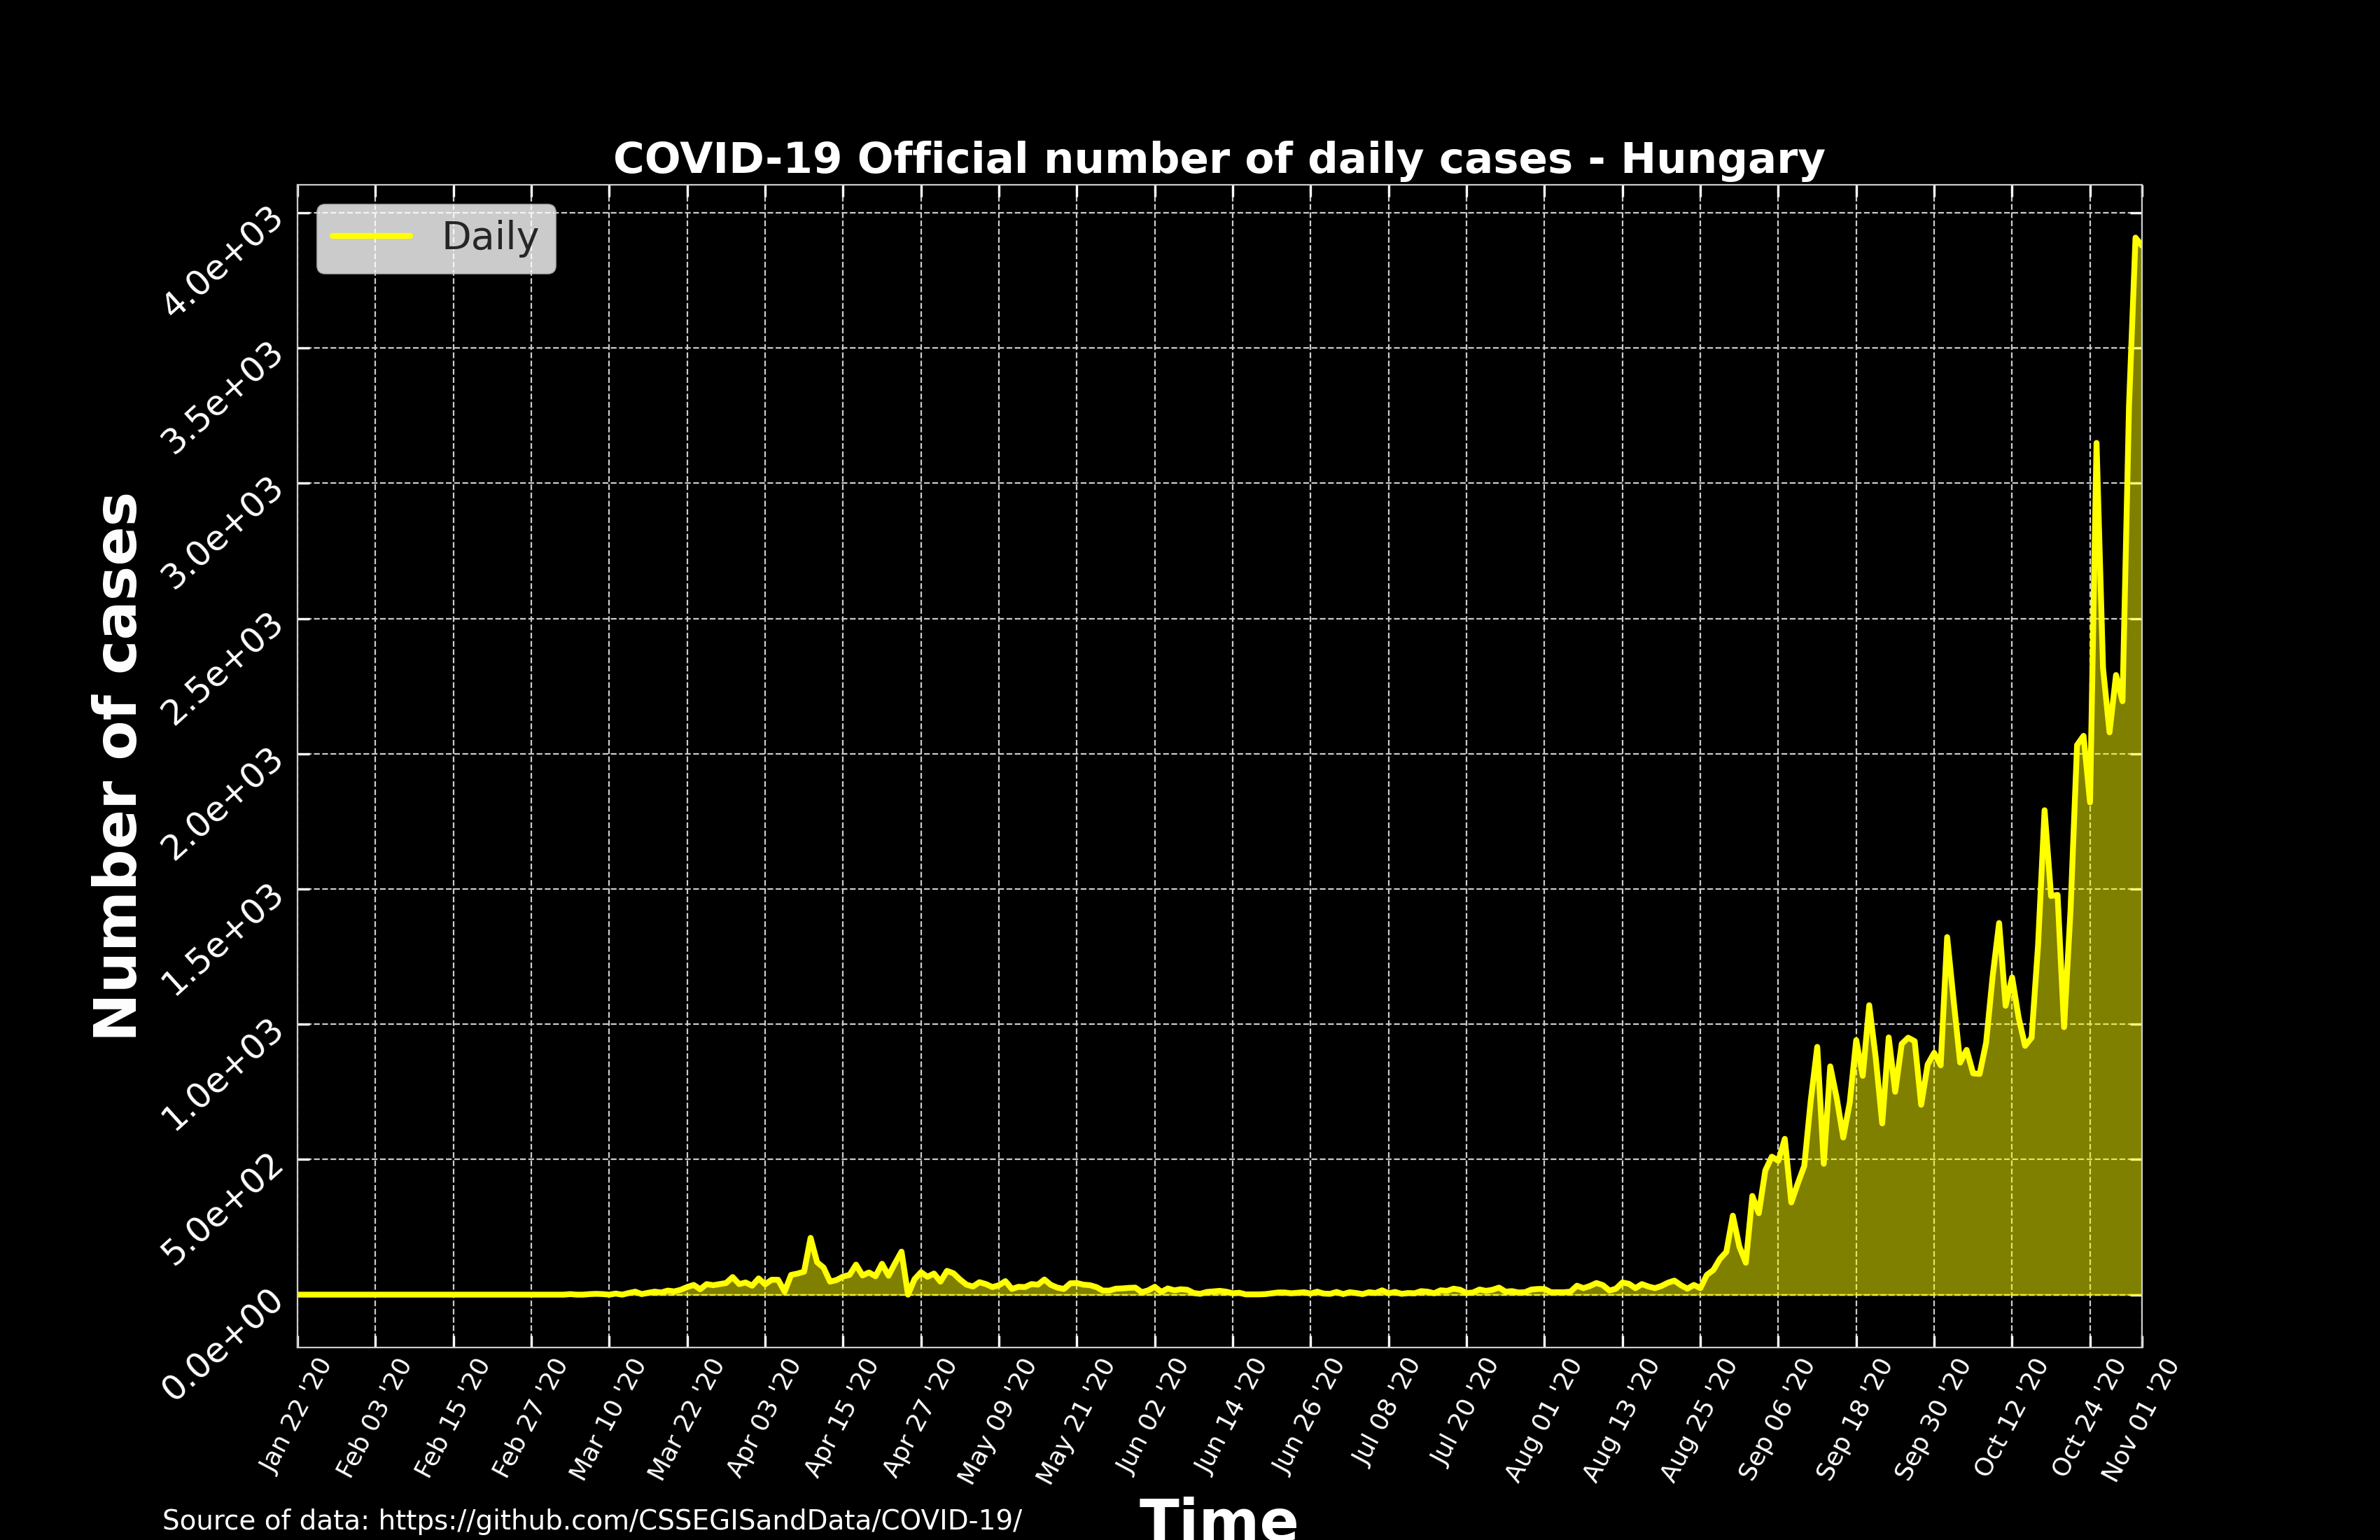 COVID-19 Official number of daily cases - Hungary
Daily
Number of cases
4.0e+03
3.5e+03
3.0e+03
2.5e+03
2.0e+03
1.5e+03
1.0e+03
5.0e+02
0.0e+00
Jan 22 '20
Feb 03 '20
Feb 15 '20
Feb 27 '20
Mar 10 '20
Mar 22 '20
Apr 03 '20
Apr 15 '20
Apr 27 '20
May 09 '20
May 21 '20
Jun 02 '20
Jun 14 '20
Jun 26 '20
Jul 08 '20
Jul 20 '20
Aug 01 '20
Aug 13 '20
Aug 25 '20
Sep 06 '20
Sep 18 '20
Sep 30 '20
Oct 12 '20
Oct 24 '20
Nov 01 '20
Time
Source of data: https://github.com/CSSEGISandData/COVID-19/